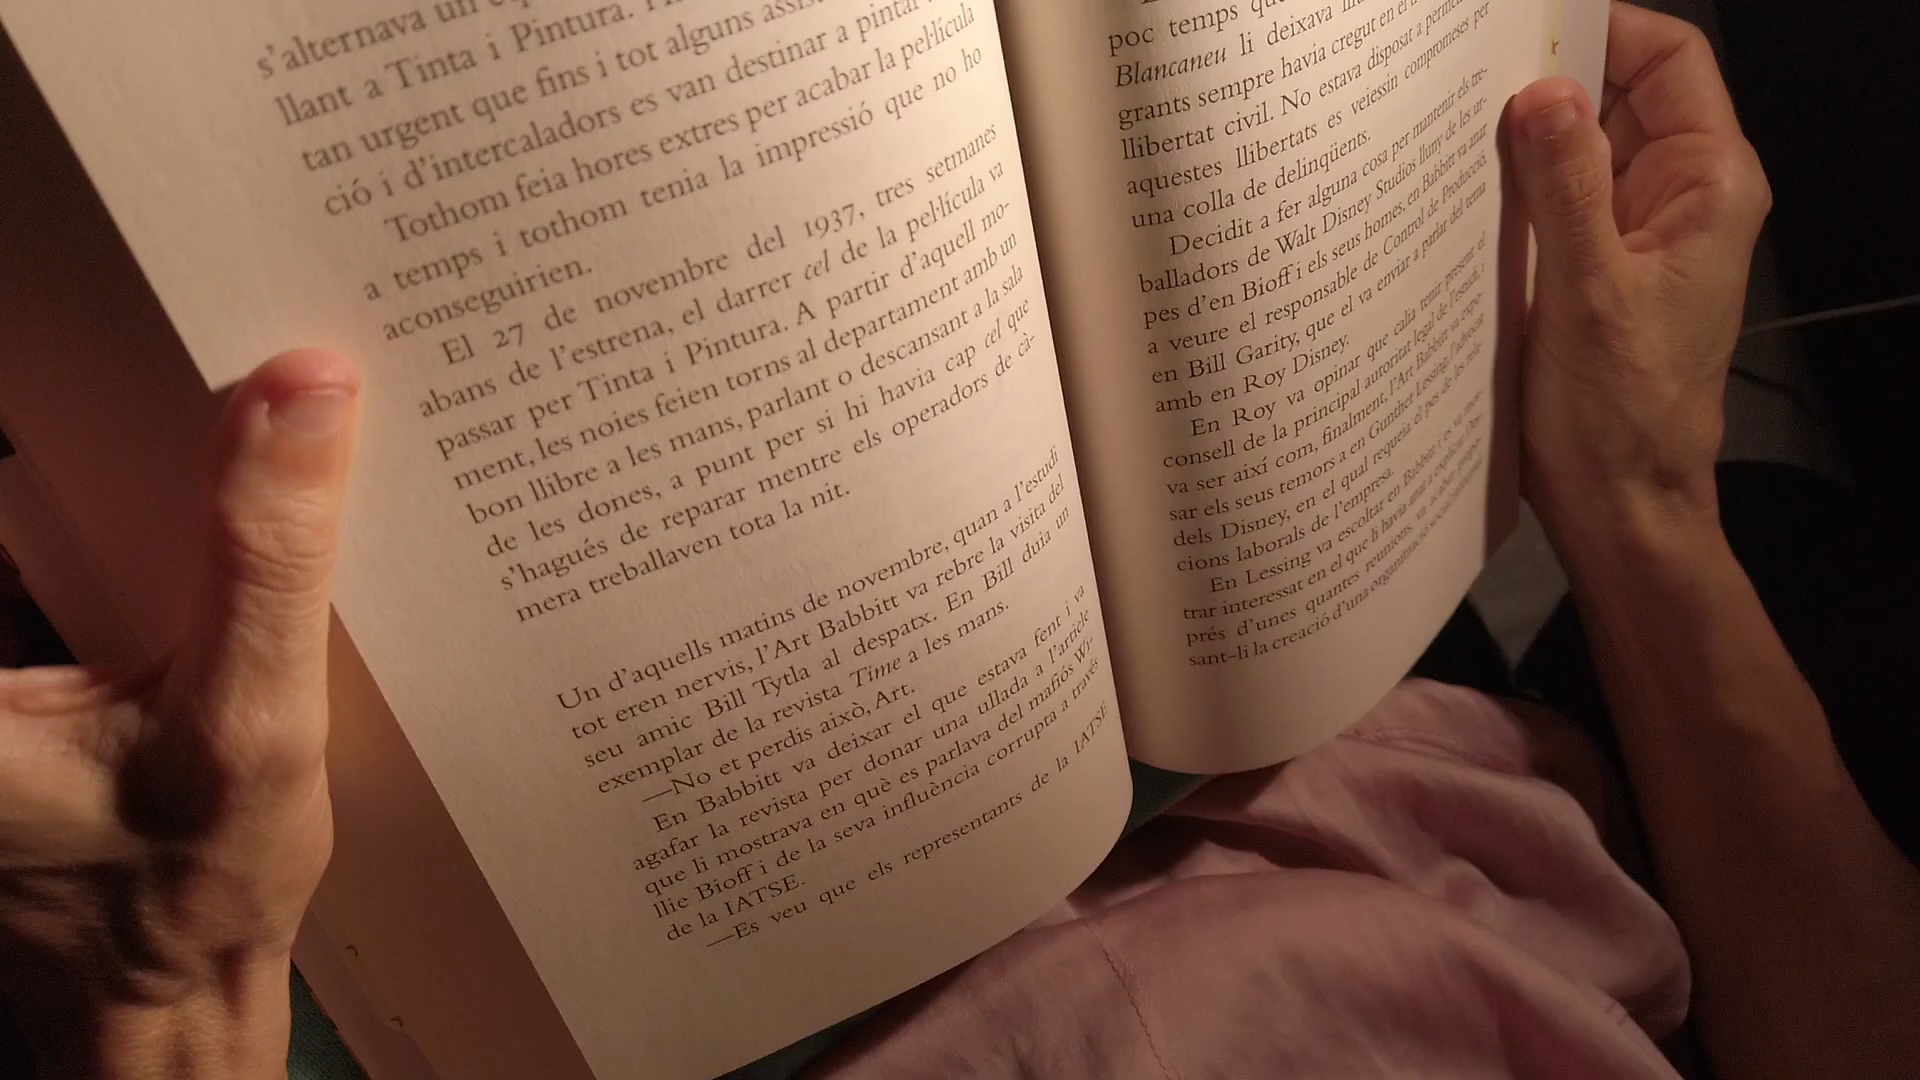 s'alternava un
llant a Tinta i Pintura.
tan urgent que fins i tot alguns
ció i d'intercaladors es van destinar a pintar
Tothom feia hores extres per acabar la pel·lícula
a temps i tothom tenia la impressió que no ho
aconseguirien.
El 27 de novembre del 1937, tres setmanes
abans de l'estrena, el darrer cel de la pel·lícula va
passar per Tinta i Pintura. A partir d'aquell mo-
ment, les noies feien torns al departament amb un
bon llibre a les mans, parlant o descansant a la sala
de les dones, a punt per si hi havia cap cel que
s'hagués de reparar mentre els operadors de cà-
mera treballaven tota la nit.
Un d'aquells matins de novembre, quan a l'estudi
tot eren nervis, l'Art Babbitt va rebre la visita del
seu amic Bill Tytla al despatx. En Bill duia un
exemplar de la revista Time a les mans.
—No et perdis això, Art.
En Babbitt va deixar el que estava fent i va
agafar la revista per donar una ullada a l'article
que li mostrava en què es parlava del mafiós Wi-
llie Bioff i de la seva influència corrupta a través
de la IATSE.
—Es veu que els representants de la IATSE
poc temps
Blancaneu li deixava
grants sempre havia cregut en el
llibertat civil. No estava disposat a
aquestes llibertats es veiessin compromeses per
una colla de delinqüents.
Decidit a fer alguna cosa per mantenir els tre-
balladors de Walt Disney Studios lluny de les ur-
pes d'en Bioff i els seus homes, en Babbitt va anar
a veure el responsable de Control de Producció,
en Bill Garity, que el va enviar a parlar del tema
amb en Roy Disney.
En Roy va opinar que calia tenir present el
consell de la principal autoritat legal de l'estudi, i
va ser així com, finalment, l'Art Babbitt va expo-
sar els seus temors a en Gunther Lessing, l'advocat
dels Disney, en el qual requeia el pes de les rela-
cions laborals de l'empresa.
En Lessing va escoltar en Babbitt i es va mos-
trar interessat en el que li havia anat a explicar. Des-
prés d'unes quantes reunions, va acabar
sant-li la creació d'una organització social